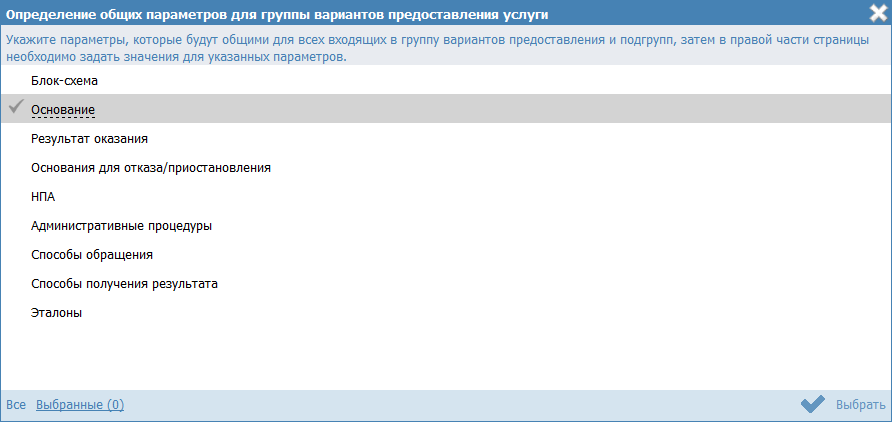 Определение общих параметров для группы вариантов предоставления услуги
Укажите параметры, которые будут общими для всех входящих в группу вариантов предоставления и подгрупп, затем в правой части страницы
необходимо задать значения для указанных параметров.
Блок-схема
Основание
Результат оказания
Основания для отказа/приостановления
НПА
Административные процедуры
Способы обращения
Способы получения результата
Эталоны
Все Выбранные (0) Выбрать